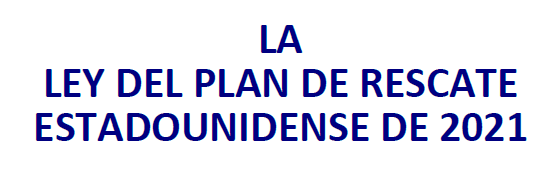 LA
LEY DEL PLAN DE RESCATE
ESTADOUNIDENSE DE 2021